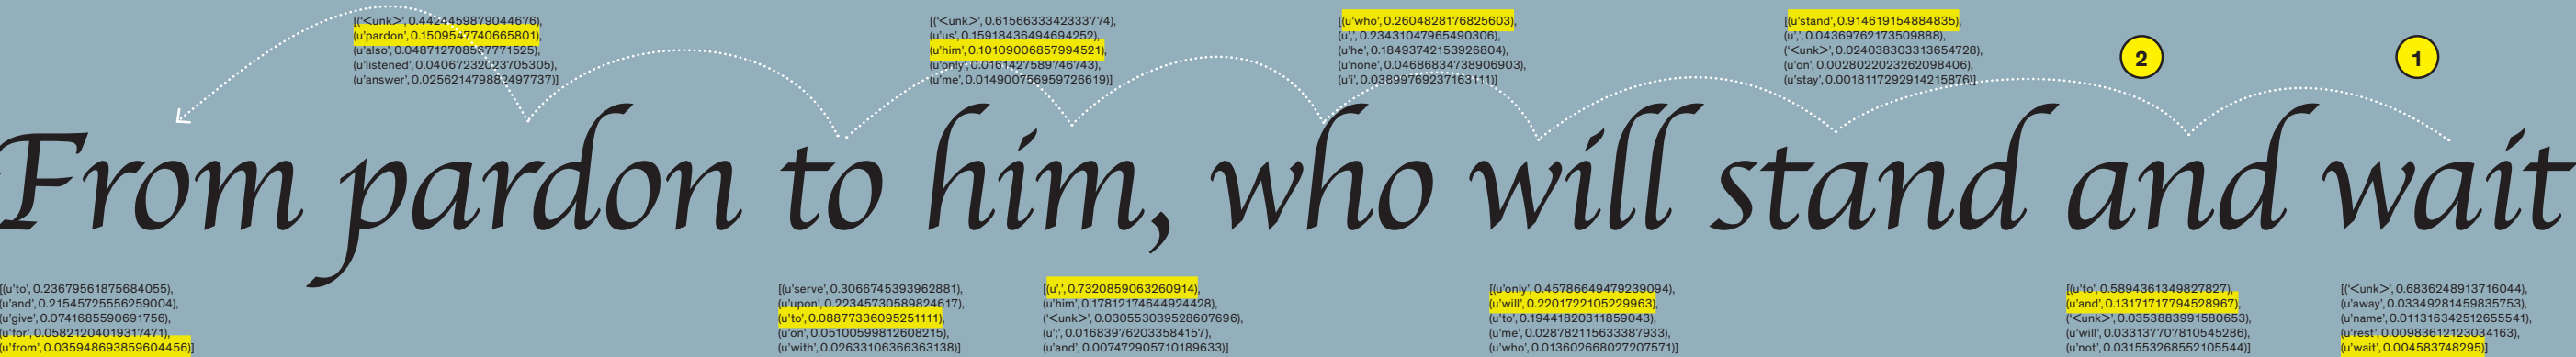 [('<unk>', 0.4424459879044676),
(u'pardon', 0.1509547740665801),
(u'also', 0.048712708537771525),
(u'listened', 0.04067232023705305),
(u'answer', 0.025621479882497737)]
[('<unk>', 0.6156633342333774),
(u'us', 0.15918436494694252),
(u'him', 0.10109006857994521),
(u'only', 0.0161427589746743),
(u'me', 0.014900756959726619)]
[(u'who', 0.2604828176825603),
(u',', 0.23431047965490306),
(u'he', 0.18493742153926804),
(u'none', 0.04686834738906903),
(u'i', 0.03899769237163111)]
[(u'stand', 0.914619154884835),
(u',', 0.04369762173509888),
('<unk>', 0.024038303313654728),
(u'on', 0.0028022023262098406),
(u'stay', 0.0018117292914215876)]
2
1
From pardon to him, who will stand and wait
[(u'to', 0.23679561875684055),
(u'and', 0.21545725556259004),
(u'give', 0.0741685590691756),
(u'for', 0.05821204019317471),
(u'from', 0.035948693859604456)]
[(u'serve', 0.3066745393962881),
(u'upon', 0.22345730589824617),
(u'to', 0.08877336095251111),
(u'on', 0.05100599812608215),
(u'with', 0.02633106366363138)]
[(u',', 0.7320859063260914),
(u'him', 0.17812174644924428),
('<unk>', 0.030553039528607696),
(u';', 0.016839762033584157),
(u'and', 0.007472905710189633)]
[(u'only', 0.45786649479239094),
(u'will', 0.2201722105229963),
(u'to', 0.19441820311859043),
(u'me', 0.028782115633387933),
(u'who', 0.013602668027207571)]
[(u'to', 0.5894361349827827),
(u'and', 0.13171717794528967),
('<unk>', 0.0353883991580653),
(u'will', 0.033137707810545286),
(u'not', 0.031553268552105544)]
[('<unk>', 0.6836248913716044),
(u'away', 0.03349281459835753),
(u'name', 0.011316342512655541),
(u'rest', 0.00983612123034163),
(u'wait', 0.004583748295)]